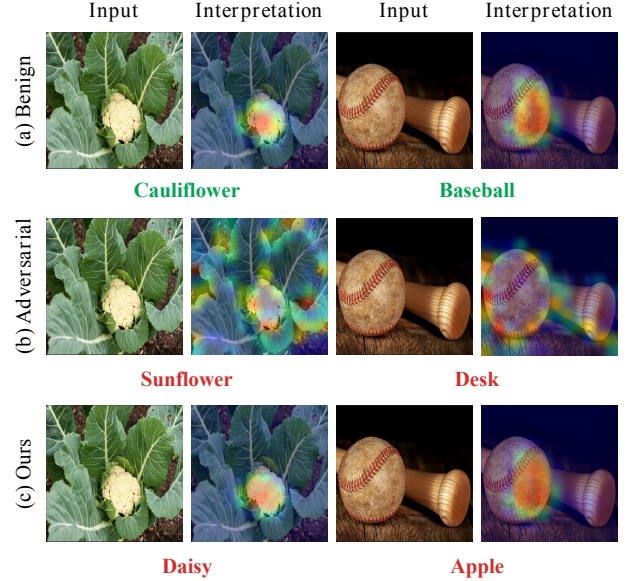 Input Interpretation Input Interpretation
(a) Benign
Cauliflower Baseball
(b) Adversarial
Sunflower Desk
(c) Ours
Daisy Apple